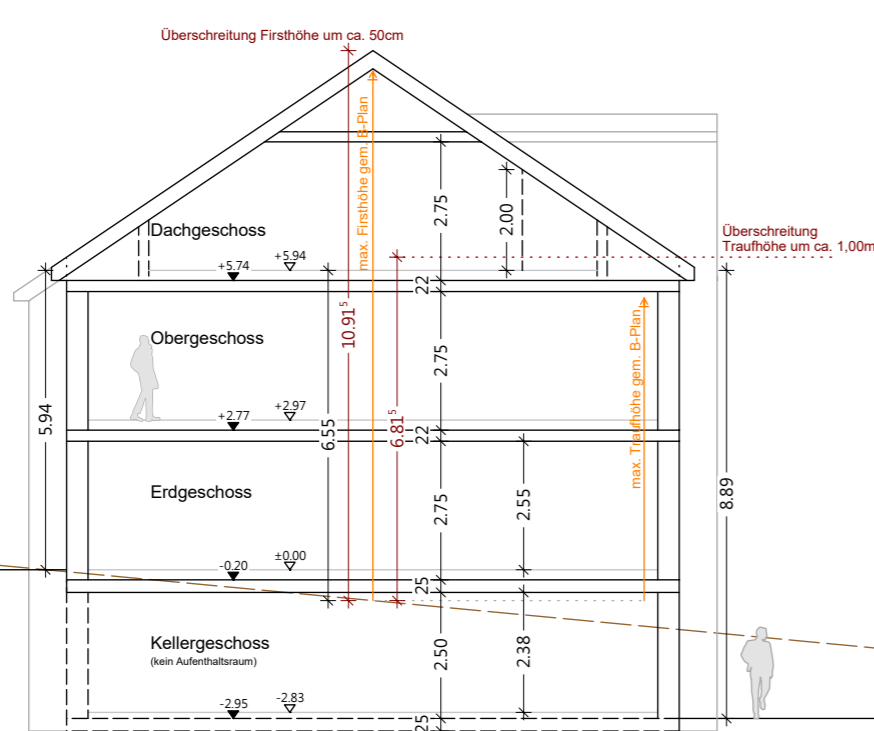 Überschreitung Firsthöhe um ca. 50cm
max. Firsthöhe gem. B-Plan
2.75
2.00
Dachgeschoss
Überschreitung
Traufhöhe um ca. 1,00m
+5.74
+5.94
22
10.91⁵
Obergeschoss
2.75
max. Traufhöhe gem. B-Plan
5.94
+2.77
+2.97
6.55
6.81⁵
22
Erdgeschoss
2.75
2.55
8.89
-0.20
±0.00
25
Kellergeschoss
(kein Aufenthaltsraum)
2.50
2.38
-2.95
-2.83
25